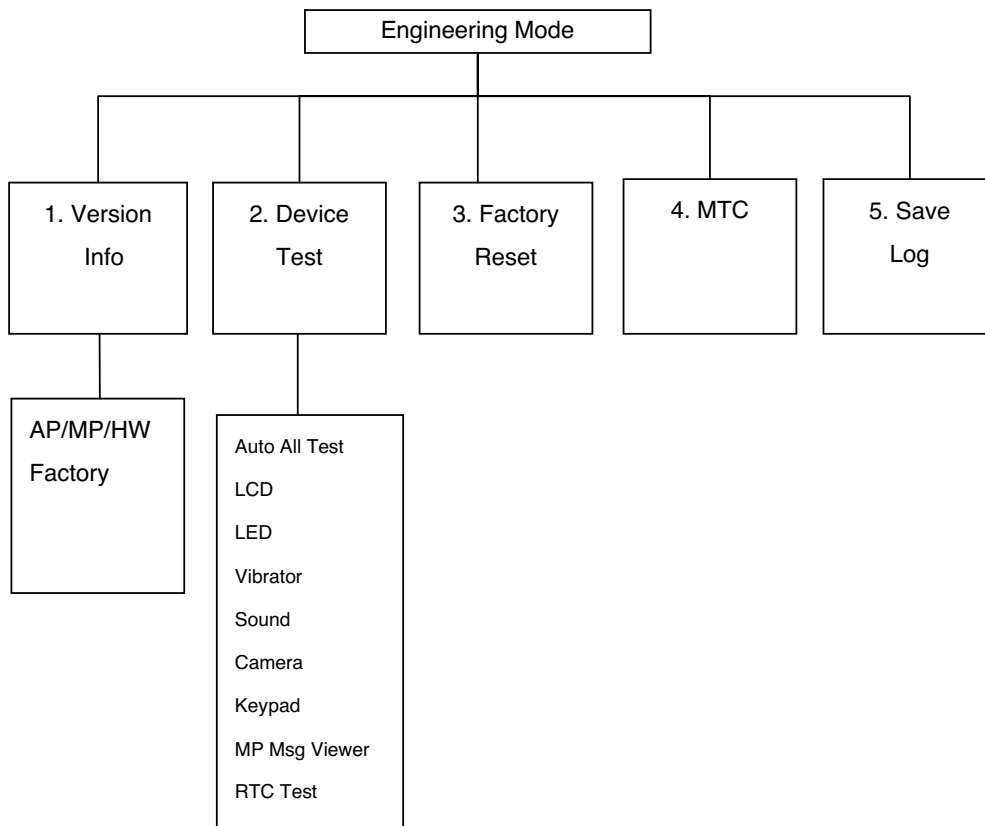 Engineering Mode
1. Version
Info
2. Device
Test
3. Factory
Reset
4. MTC
5. Save
Log
AP/MP/HW
Factory
Auto All Test
LCD
LED
Vibrator
Sound
Camera
Keypad
MP Msg Viewer
RTC Test